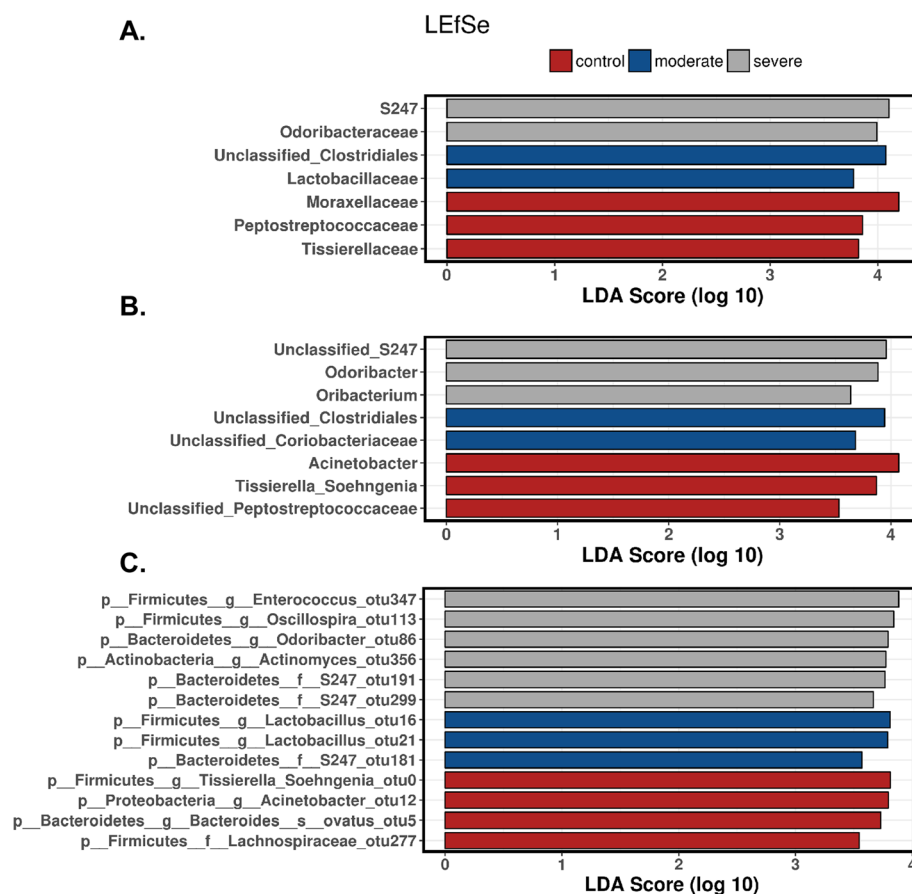 A.
LEfSe
control moderate severe
S247
Odoribacteraceae
Unclassified_Clostridiales
Lactobacillaceae
Moraxellaceae
Peptostreptococcaceae
Tissierellaceae
0 1 2 3 4
LDA Score (log 10)
B.
Unclassified_S247
Odoribacter
Oribacterium
Unclassified_Clostridiales
Unclassified_Coriobacteriaceae
Acinetobacter
Tissierella_Soehngenia
Unclassified_Peptostreptococcaceae
0 1 2 3 4
LDA Score (log 10)
C.
p__Firmicutes__g__Enterococcus_otu347
p__Firmicutes__g__Oscillospira_otu113
p__Bacteroidetes__g__Odoribacter_otu86
p__Actinobacteria__g__Actinomyces_otu356
p__Bacteroidetes__f__S247_otu191
p__Bacteroidetes__f__S247_otu299
p__Firmicutes__g__Lactobacillus_otu16
p__Firmicutes__g__Lactobacillus_otu21
p__Bacteroidetes__f__S247_otu181
p__Firmicutes__g__Tissierella_Soehngenia_otu0
p__Proteobacteria__g__Acinetobacter_otu12
p__Bacteroidetes__g__Bacteroides__s__ovatus_otu5
p__Firmicutes__f__Lachnospiraceae_otu277
0 1 2 3 4
LDA Score (log 10)